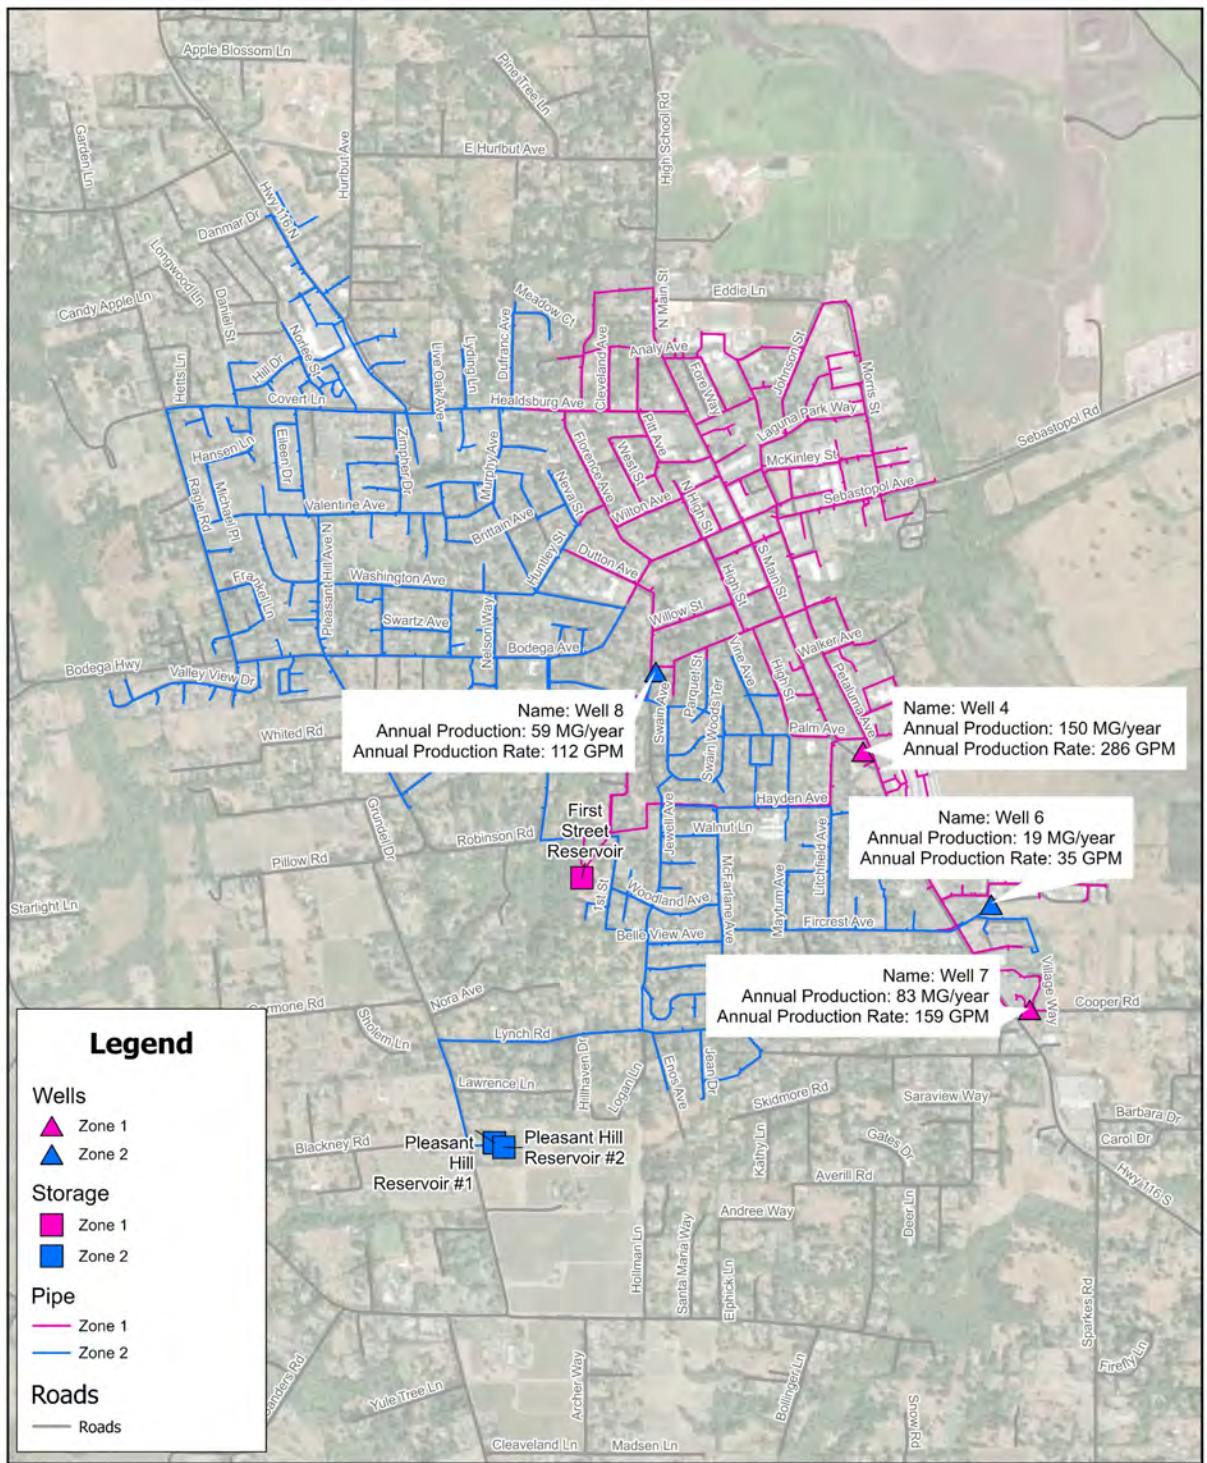 Apple Blossom Ln
Pine Tree Ln
Garden Ln
Hurlbut Ave
E Hurlbut Ave
High School Rd
Hwy 116 N
Danmar Dr
Longwood Ln
Candy Apple Ln
Daniel St
Norlee St
Meadow Ct
Dufranc Ave
N Main St
Eddie Ln
Hetts Ln
Hill Dr
Live Oak Ave
Lyding Ln
Cleveland Ave
Analy Ave
Fore Way
Johnson St
Morris St
Covert Ln
Healdsburg Ave
Laguna Park Way
Sebastopol Rd
Hansen Ln
Eileen Dr
Zimpher Dr
Murphy Ave
Florence Ave
West St
Pitt Ave
McKinley St
Ragle Rd
Michael Pl
Valentine Ave
Neva St
Wilton Ave
N High St
Sebastopol Ave
Brittain Ave
Huntley St
Dutton Ave
S Main St
High St
Frankel Ln
Pleasant Hill Ave N
Washington Ave
Swartz Ave
Nelson Way
Willow St
Bodega Hwy
Valley View Dr
Bodega Ave
Parquet St
Vine Ave
Walker Ave
Petaluma Ave
High St
Swain Ave
Swain Woods Ter
Palm Ave
Whited Rd
Name: Well 8
Annual Production: 59 MG/year
Annual Production Rate: 112 GPM
Name: Well 4
Annual Production: 150 MG/year
Annual Production Rate: 286 GPM
Grundel Dr
Robinson Rd
First
Street
Reservoir
Hayden Ave
Walnut Ln
Jewell Ave
Litchfield Ave
Name: Well 6
Annual Production: 19 MG/year
Annual Production Rate: 35 GPM
Pillow Rd
Starlight Ln
1st St
Woodland Ave
McFarlane Ave
Maytum Ave
Fircrest Ave
Belle View Ave
Name: Well 7
Annual Production: 83 MG/year
Annual Production Rate: 159 GPM
Village Way
Cooper Rd
Nora Ave
Sholem Ln
Lynch Rd
Lawrence Ln
Hillhaven Dr
Logan Ln
Enos Ave
Jean Dr
Skidmore Rd
Saraview Way
Barbara Dr
Carol Dr
Blackney Rd
Pleasant
Hill
Reservoir #1
Pleasant Hill
Reservoir #2
Kathy Ln
Gates Dr
Averill Rd
Hwy 116 S
Andree Way
Deer Ln
Hollman Ln
Santa Maria Way
Elphick Ln
Sparkes Rd
Firefly Ln
Yule Tree Ln
Archer Way
Bollinger Ln
Snow Rd
Cleaveland Ln
Madsen Ln
Legend
Wells
Zone 1
Zone 2
Storage
Zone 1
Zone 2
Pipe
Zone 1
Zone 2
Roads
Roads